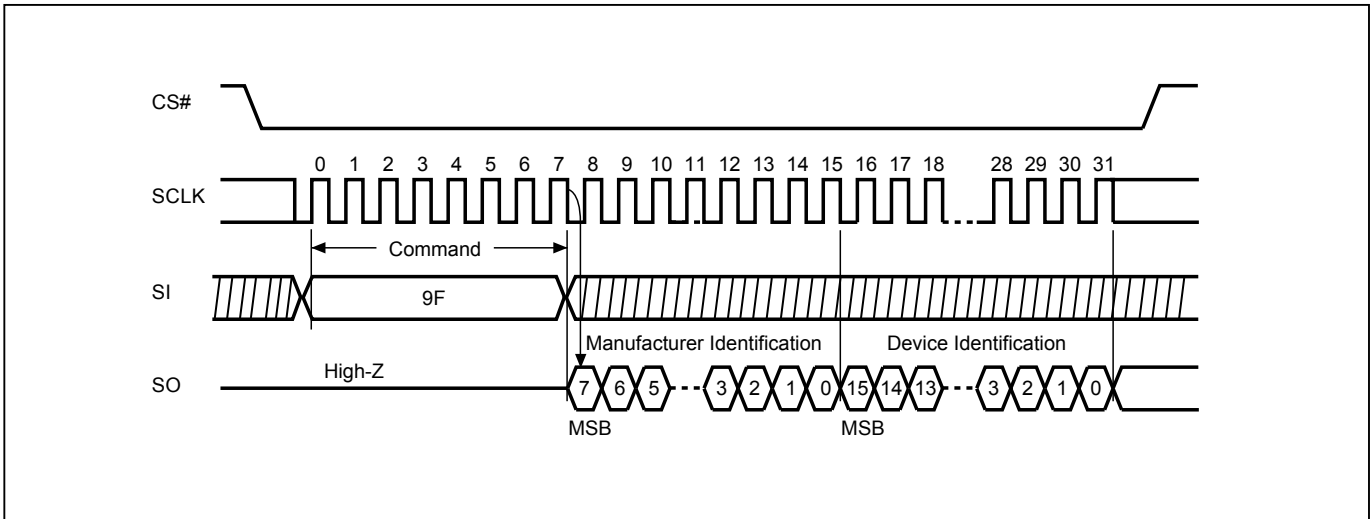 CS#
0 1 2 3 4 5 6 7 8 9 10 11 12 13 14 15 16 17 18 28 29 30 31
SCLK
Command
SI
9F
Manufacturer Identification Device Identification
High-Z
SO
7 6 5 3 2 1 0 15 14 13 3 2 1 0
MSB MSB